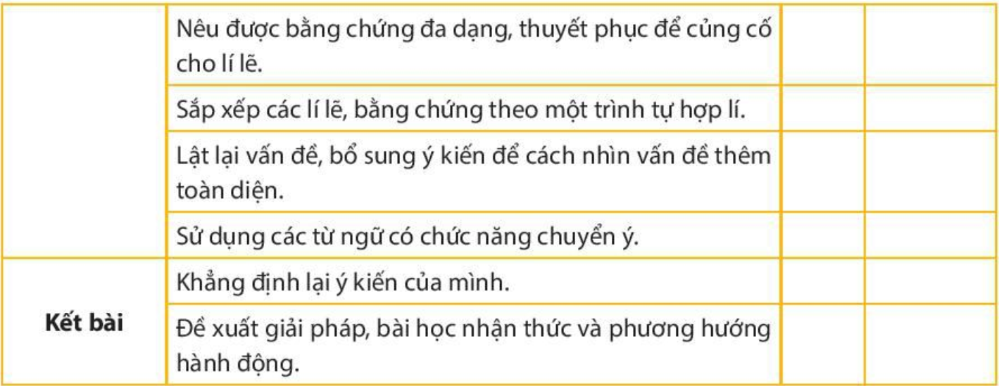 Nêu được bằng chứng đa dạng, thuyết phục để củng cố
cho lí lẽ.
Sắp xếp các lí lẽ, bằng chứng theo một trình tự hợp lí.
Lật lại vấn đề, bổ sung ý kiến để cách nhìn vấn đề thêm
toàn diện.
Sử dụng các từ ngữ có chức năng chuyển ý.
Kết bài
Khẳng định lại ý kiến của mình.
Đề xuất giải pháp, bài học nhận thức và phương hướng
hành động.